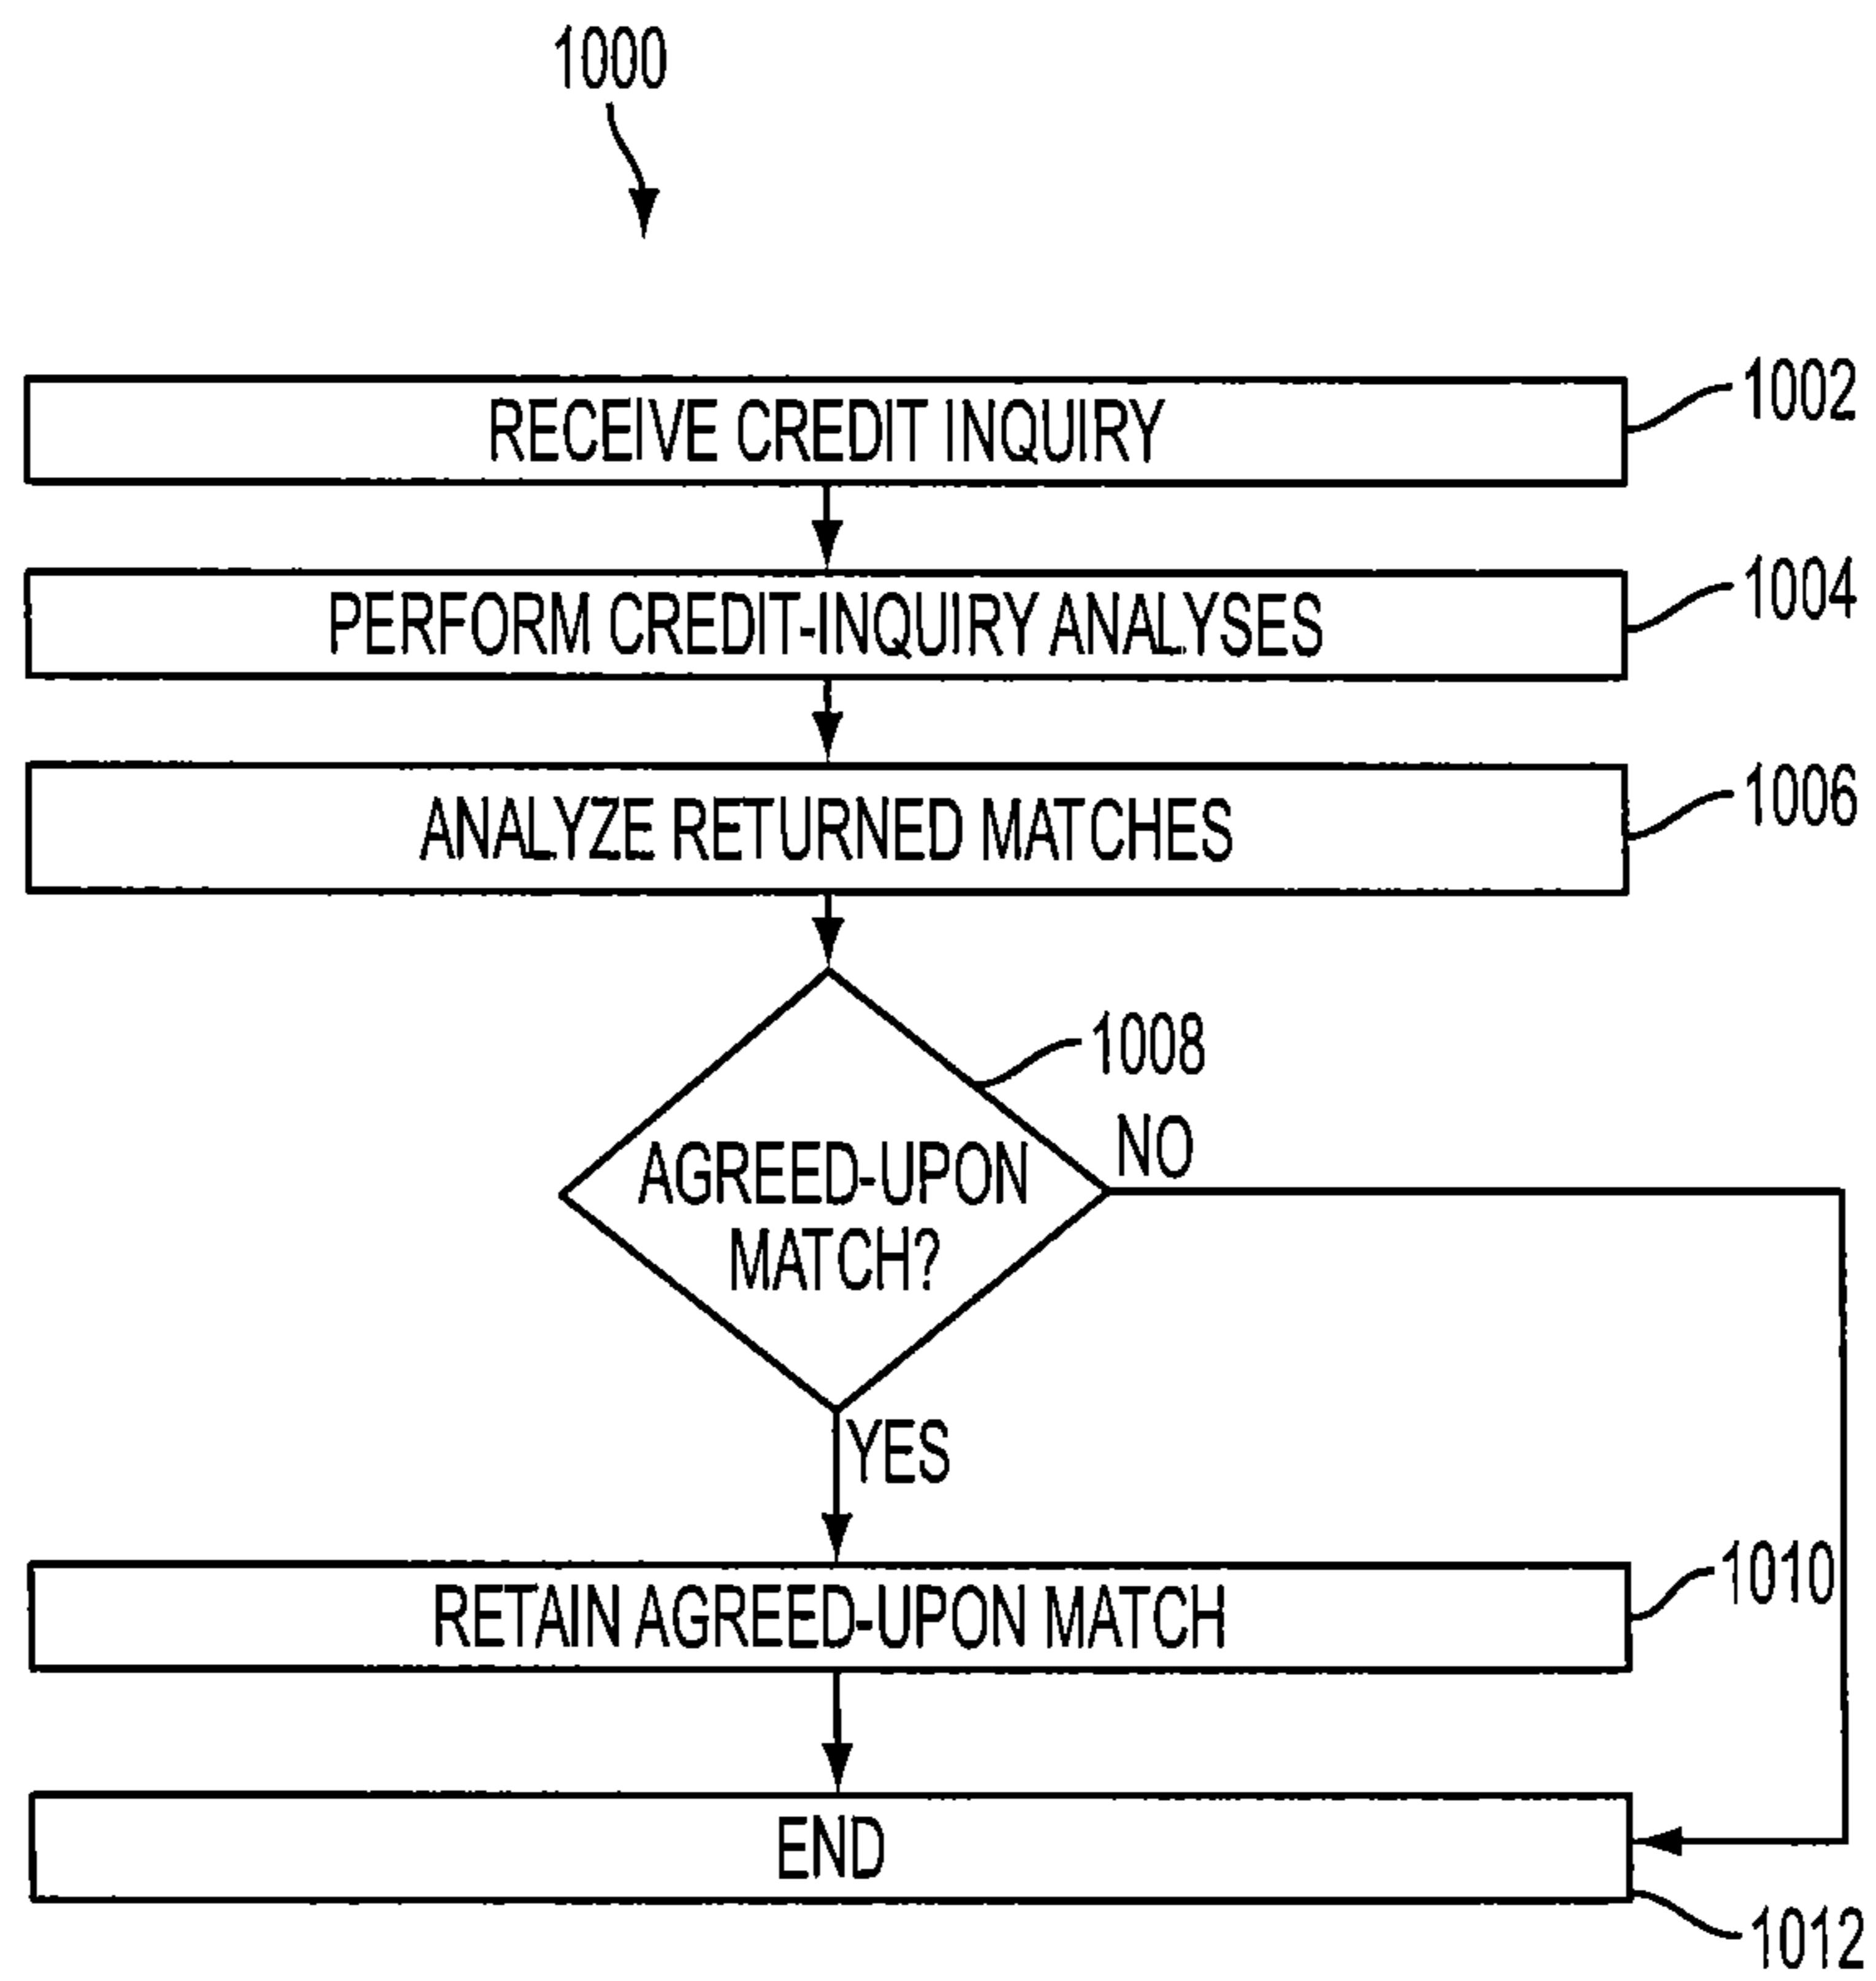 1000
RECEIVE CREDIT INQUIRY
1002
PERFORM CREDIT-INQUIRY ANALYSES
1004
ANALYZE RETURNED MATCHES
1006
1008
AGREED-UPON
MATCH?
NO
YES
RETAIN AGREED-UPON MATCH
1010
END
1012